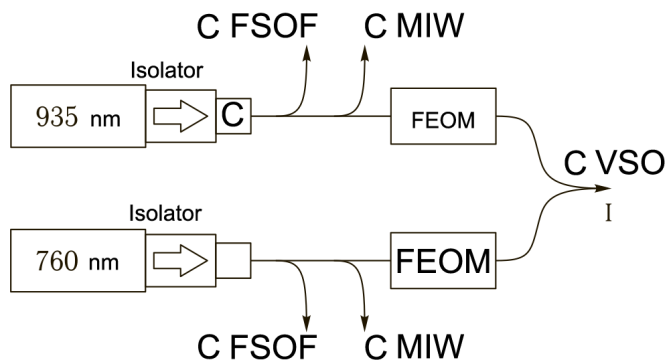 C FSOF C MIW
Isolator
935 nm C FEOM
C VSO
I
Isolator
760 nm FEOM
C FSOF C MIW